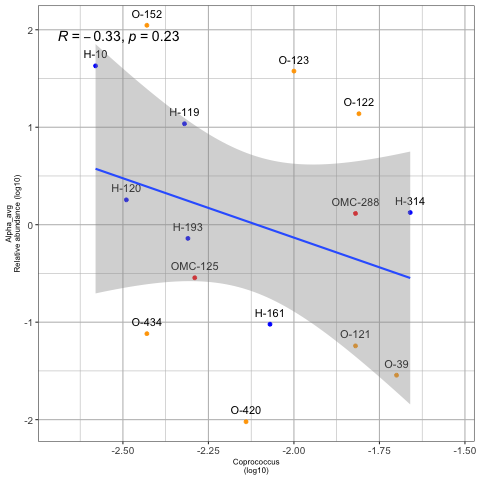 O-152
R = −0.33, p = 0.23
H-10
O-123
O-122
H-119
H-120
OMC-288
H-314
H-193
OMC-125
H-161
O-434
O-121
O-39
O-420
2
1
0
-1
-2
Alpha_avg
Relative abundance (log10)
-2.50
-2.25
-2.00
-1.75
-1.50
Coprococcus
(log10)